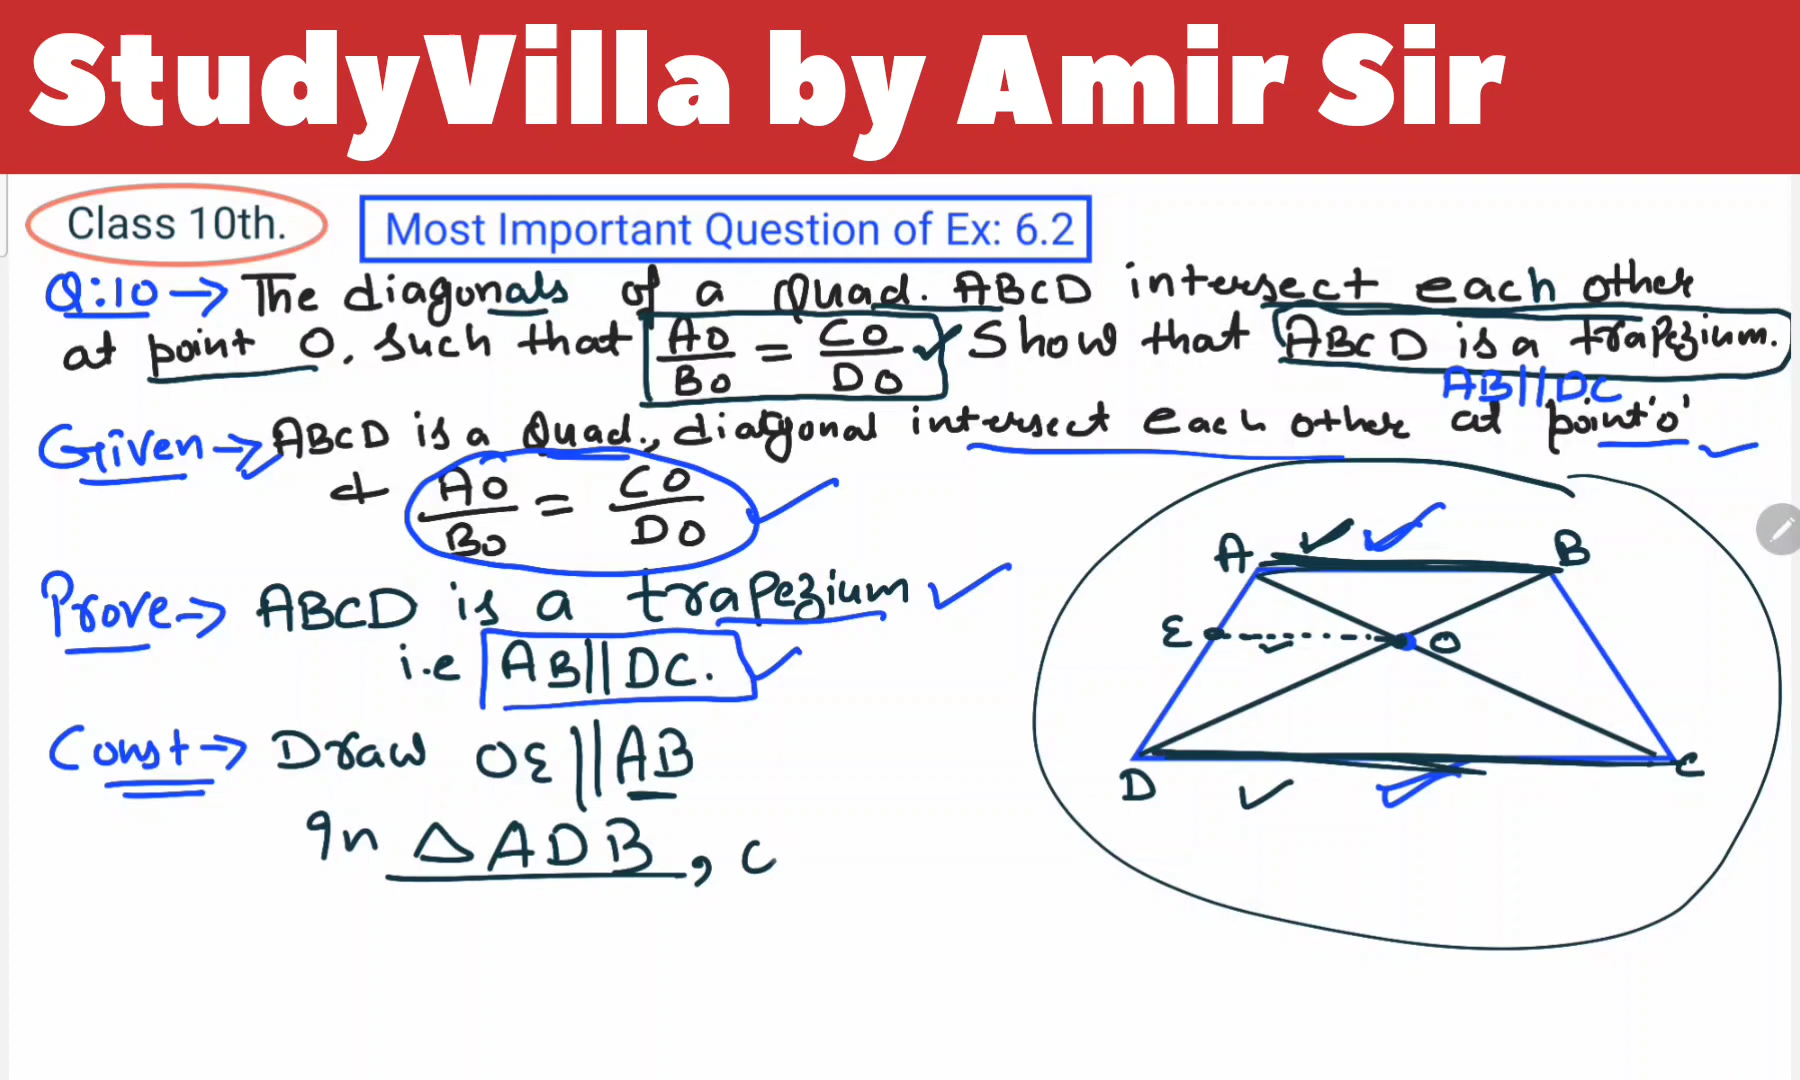 StudyVilla by Amir Sir
Class 10th.
Most Important Question of Ex: 6.2
Q:10 → The diagonals of a Quad. ABCD intersect each other
at point O, such that AO/BO = CO/DO Show that ABCD is a trapezium.
AB||DC
Given → ABCD is a Quad., diagonal intersect each other at point 'O'
& AO/BO = CO/DO
Prove → ABCD is a trapezium
i.e AB||DC.
Const → Draw OE||AB
In △ADB, c
A B
E O
D C